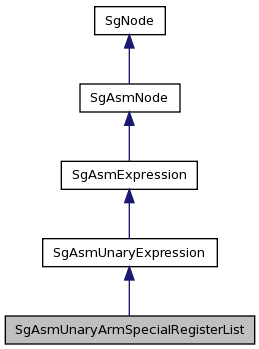 SgNode
SgAsmNode
SgAsmExpression
SgAsmUnaryExpression
SgAsmUnaryArmSpecialRegisterList